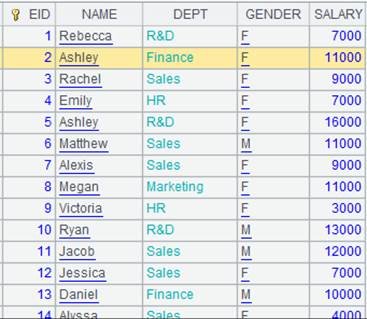 EID NAME DEPT GENDER SALARY
1 Rebecca R&D F 7000
2 Ashley Finance F 11000
3 Rachel Sales F 9000
4 Emily HR F 7000
5 Ashley R&D F 16000
6 Matthew Sales M 11000
7 Alexis Sales F 9000
8 Megan Marketing F 11000
9 Victoria HR F 3000
10 Ryan R&D M 13000
11 Jacob Sales M 12000
12 Jessica Sales F 7000
13 Daniel Finance M 10000
14 Alyssa Sales F 4000